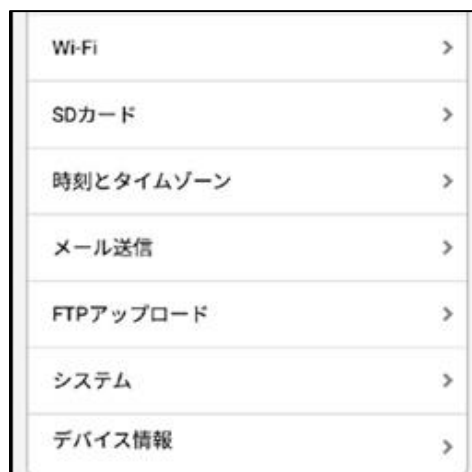 Wi-Fi
SDカード
時刻とタイムゾーン
メール送信
FTPアップロード
システム
デバイス情報